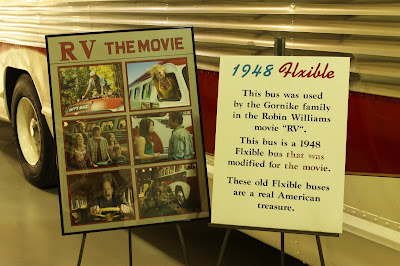 RV THE MOVIE
1948 Flxible
This bus was used
by the Gornike family
in the Robin Williams
movie "RV".
This bus is a 1948
Flxible bus that was
modified for the movie.
These old Flxible buses
are a real American
treasure.